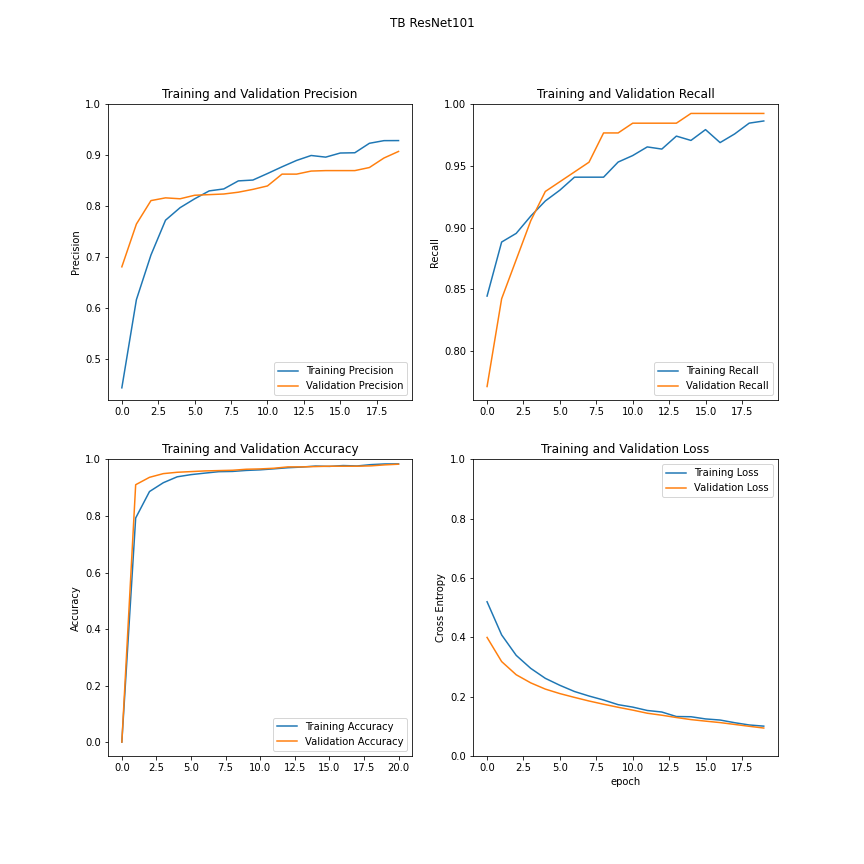 TB ResNet101
Training and Validation Precision
1.0
0.9
0.8
0.7
0.6
0.5
Precision
Training Precision
Validation Precision
0.0 2.5 5.0 7.5 10.0 12.5 15.0 17.5
Training and Validation Recall
1.00
0.95
0.90
0.85
0.80
Recall
Training Recall
Validation Recall
0.0 2.5 5.0 7.5 10.0 12.5 15.0 17.5
Training and Validation Accuracy
1.0
0.8
0.6
0.4
0.2
0.0
Accuracy
Training Accuracy
Validation Accuracy
0.0 2.5 5.0 7.5 10.0 12.5 15.0 17.5 20.0
Training and Validation Loss
1.0
0.8
0.6
0.4
0.2
0.0
Cross Entropy
Training Loss
Validation Loss
0.0 2.5 5.0 7.5 10.0 12.5 15.0 17.5
epoch